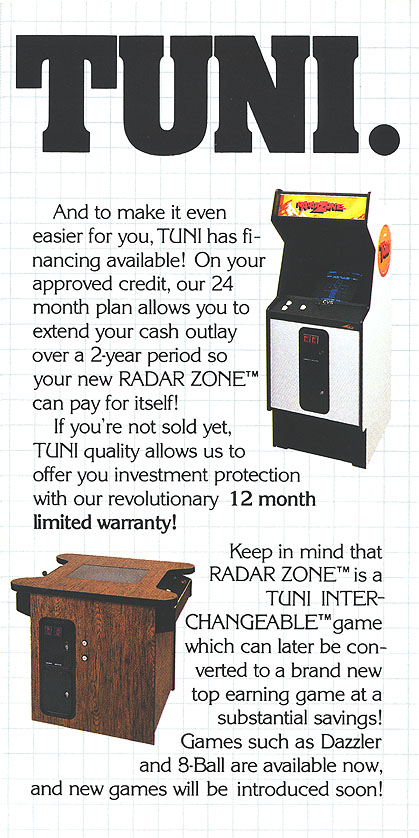 TUNI.
RADAR ZONE
And to make it even
easier for you, TUNI has fi-
nancing available! On your
approved credit, our 24
month plan allows you to
extend your cash outlay
over a 2-year period so
your new RADAR ZONE™
can pay for itself!
If you're not sold yet,
TUNI quality allows us to
offer you investment protection
with our revolutionary 12 month
limited warranty!
Keep in mind that
RADAR ZONE™ is a
TUNI INTER-
CHANGEABLE™ game
which can later be con-
verted to a brand new
top earning game at a
substantial savings!
Games such as Dazzler
and 8-Ball are available now,
and new games will be introduced soon!